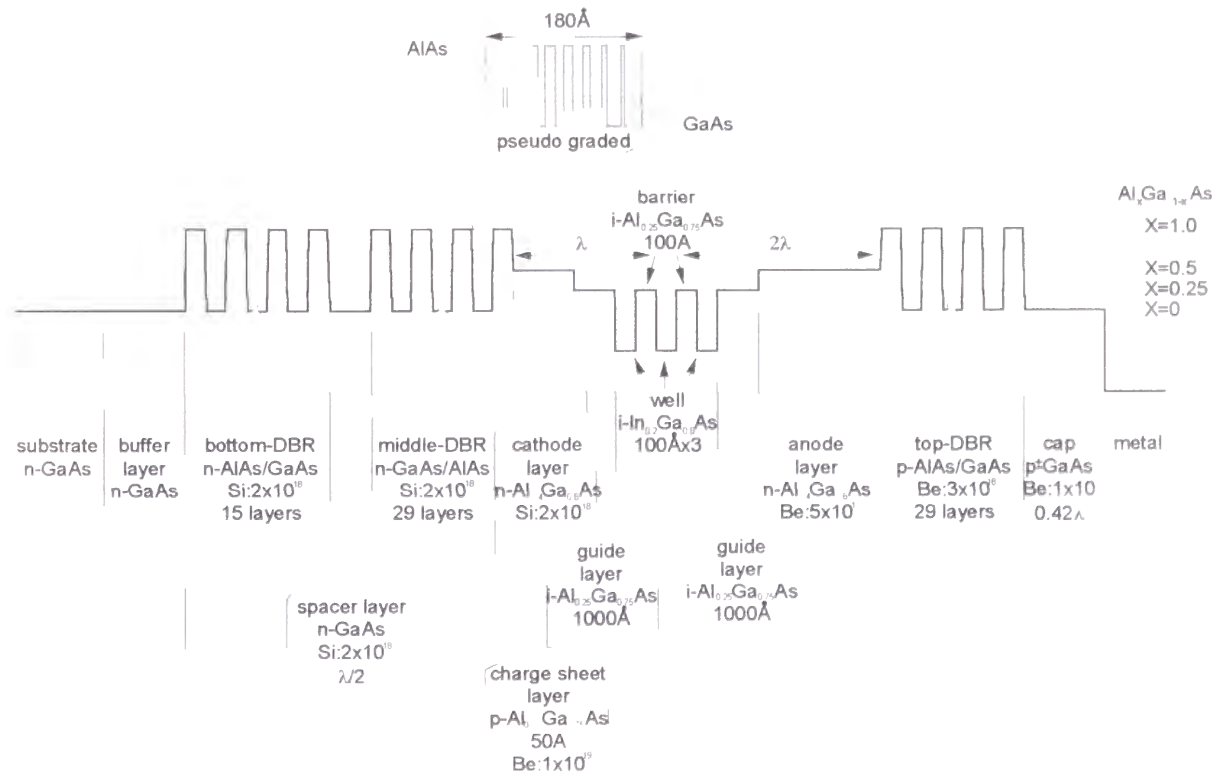 180Å
AlAs
GaAs
pseudo graded
barrier
i-Al0.25Ga0.75As
100A
λ
2λ
AlxGa1-xAs
X=1.0
X=0.5
X=0.25
X=0
well
i-In0.2Ga0.8As
100Åx3
substrate
n-GaAs
buffer
layer
n-GaAs
bottom-DBR
n-AlAs/GaAs
Si:2x10^18
15 layers
middle-DBR
n-GaAs/AlAs
Si:2x10^18
29 layers
cathode
layer
Si:2x10^18
anode
layer
top-DBR
p-AlAs/GaAs
29 layers
cap
p+GaAs
Be:1x10
0.42λ
metal
guide
layer
i-Al0.25Ga0.75As
1000Å
guide
layer
i-Al0.25Ga0.75As
1000Å
spacer layer
n-GaAs
Si:2x10^18
λ/2
charge sheet
layer
50A
Be:1x10^19